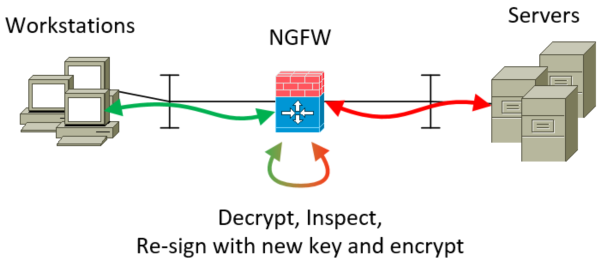 Workstations
NGFW
Servers
Decrypt, Inspect,
Re-sign with new key and encrypt